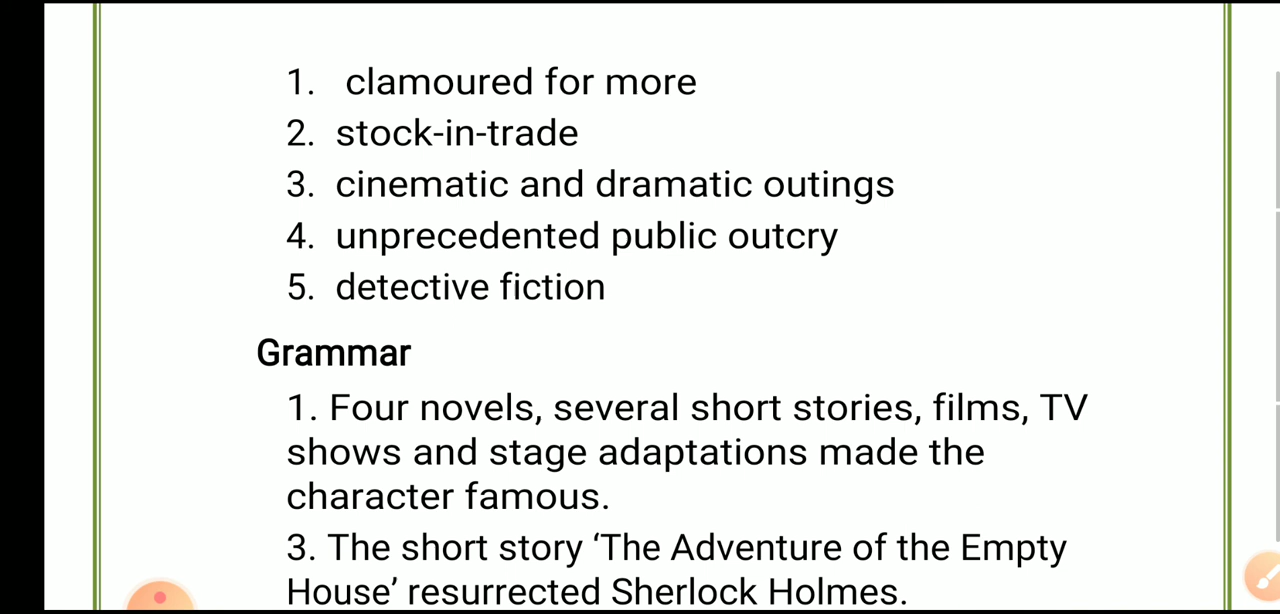 1. clamoured for more
2. stock-in-trade
3. cinematic and dramatic outings
4. unprecedented public outcry
5. detective fiction
Grammar
1. Four novels, several short stories, films, TV
shows and stage adaptations made the
character famous.
3. The short story ‘The Adventure of the Empty
House’ resurrected Sherlock Holmes.